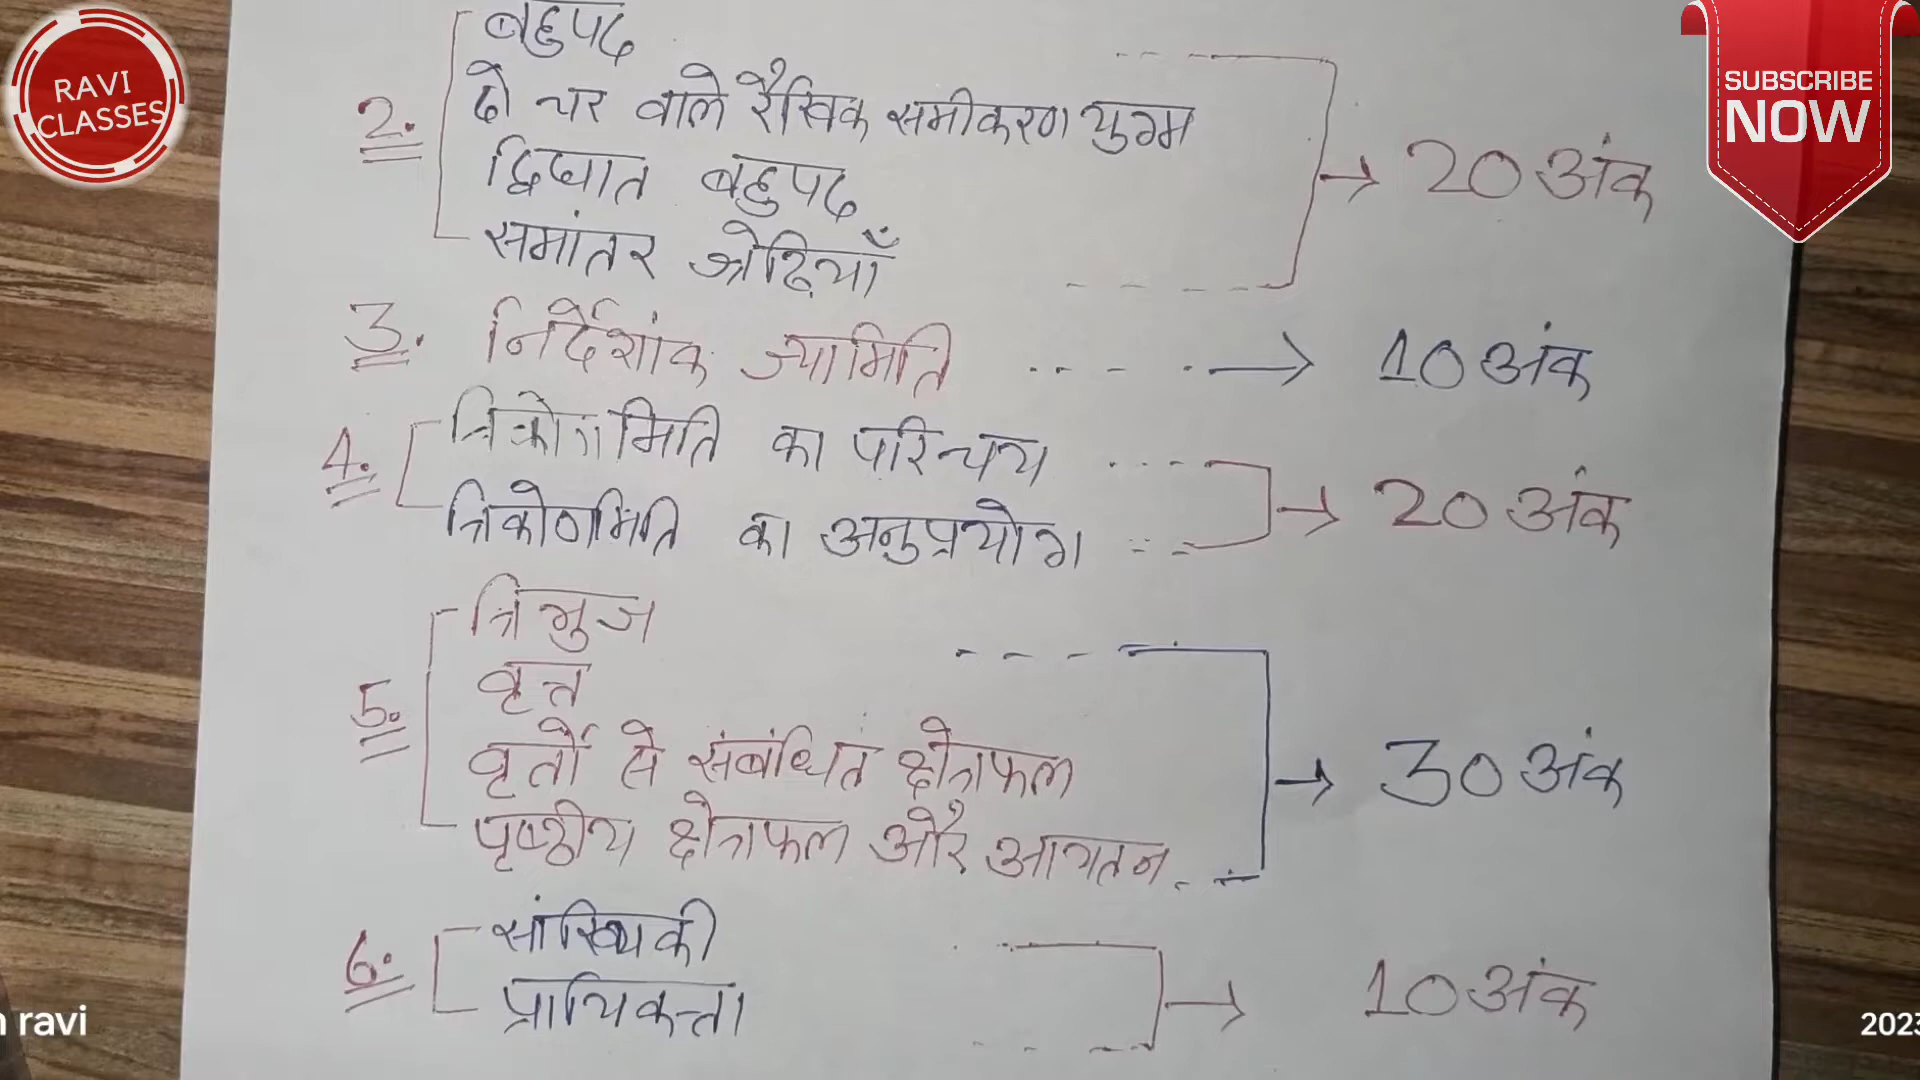 RAVI
CLASSES
SUBSCRIBE
NOW
2. बहुपद
दो चर वाले रैखिक समीकरण युग्म
द्विघात बहुपद
समांतर श्रेढ़ियाँ
→ 20 अंक
3. निर्देशांक ज्यामिति → 10 अंक
4. त्रिकोणमिति का परिचय
त्रिकोणमिति का अनुप्रयोग
→ 20 अंक
5. त्रिभुज
वृत्त
वृतों से संबंधित क्षेत्रफल
पृष्ठीय क्षेत्रफल और आयतन
→ 30 अंक
6. सांख्यिकी
प्रायिकता
→ 10 अंक
ravi
2023